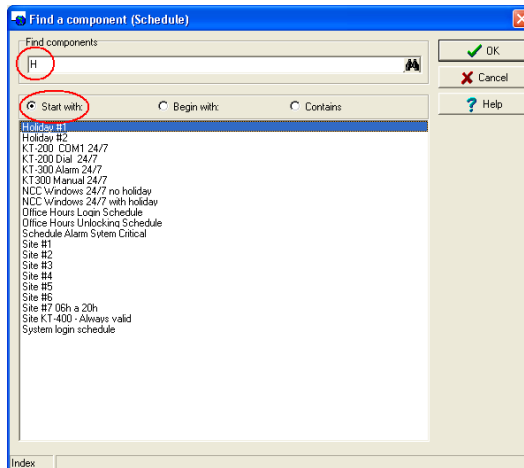 Find a component (Schedule)
Find components
H
OK
Cancel
Help
Start with:
Begin with:
Contains
Holiday #1
Holiday #2
KT-200 COM1 24/7
KT-200 Dial 24/7
KT-300 Alarm 24/7
KT300 Manual 24/7
NCC Windows 24/7 no holiday
NCC Windows 24/7 with holiday
Office Hours Login Schedule
Office Hours Unlocking Schedule
Schedule Alarm Sytem Critical
Site #1
Site #2
Site #3
Site #4
Site #5
Site #6
Site #7 06h a 20h
Site KT-400 - Always valid
System login schedule
Index